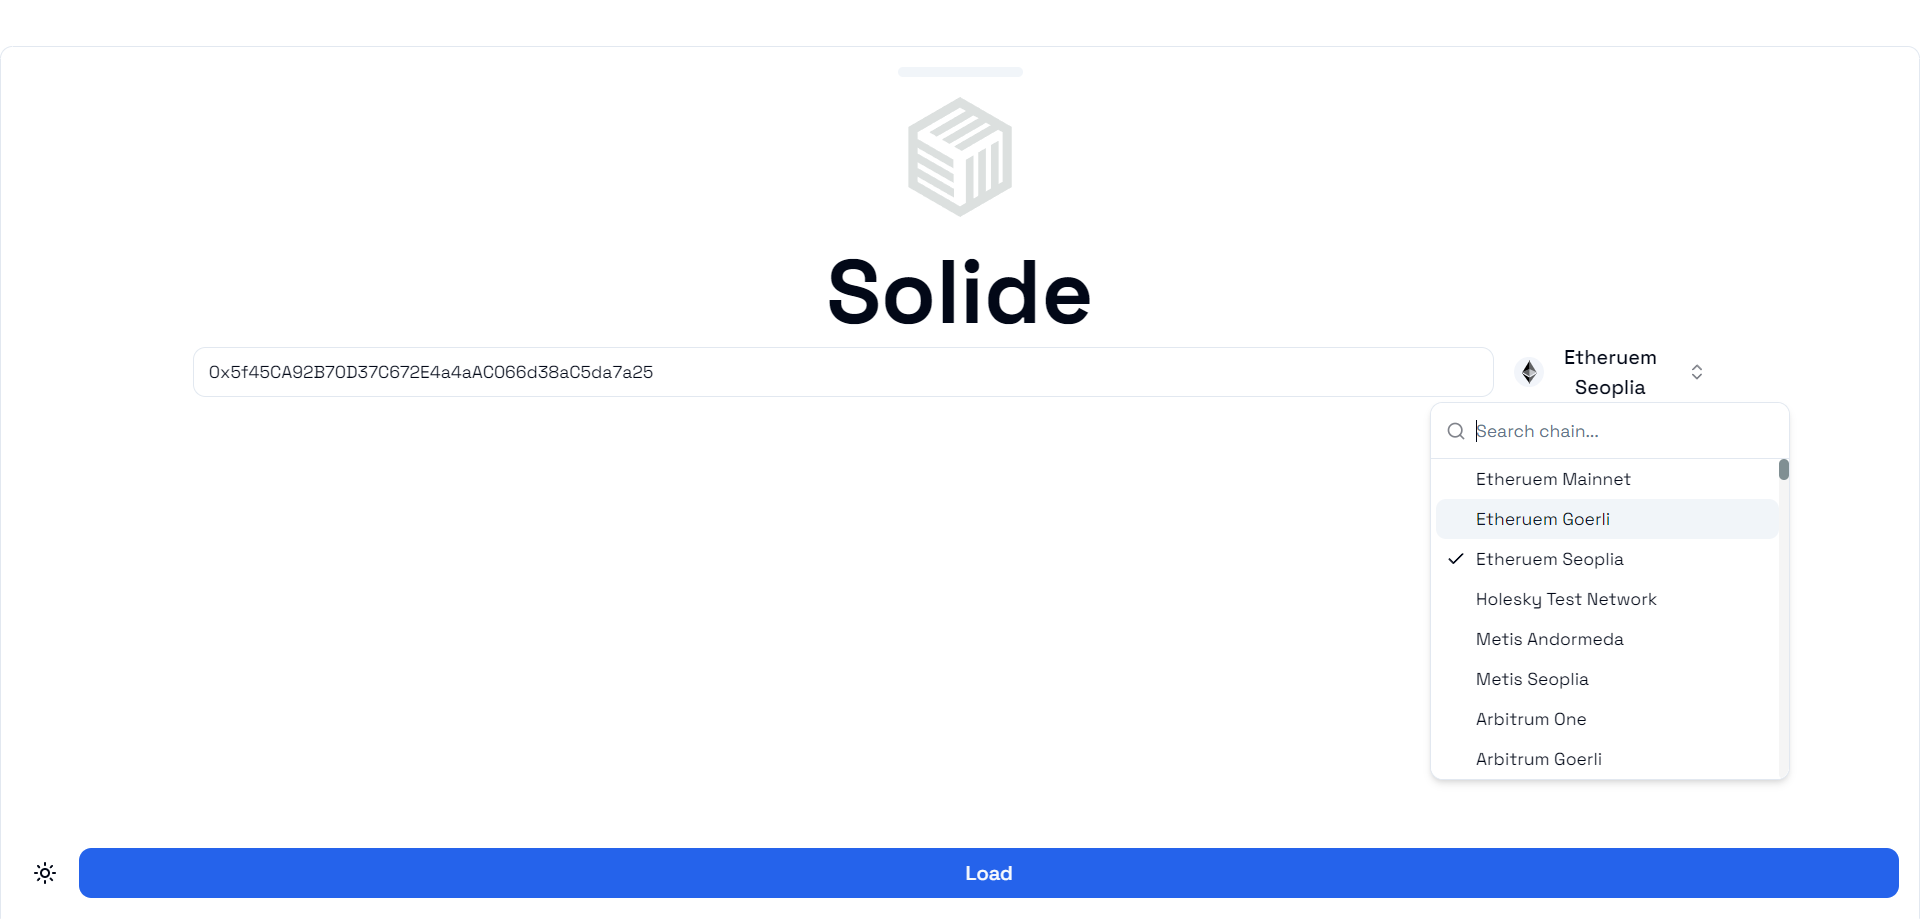 Solide
0x5f45CA92B70D37C672E4a4aAC066d38aC5da7a25
Etheruem
Seoplia
Search chain...
Etheruem Mainnet
Etheruem Goerli
Etheruem Seoplia
Holesky Test Network
Metis Andormeda
Metis Seoplia
Arbitrum One
Arbitrum Goerli
Load